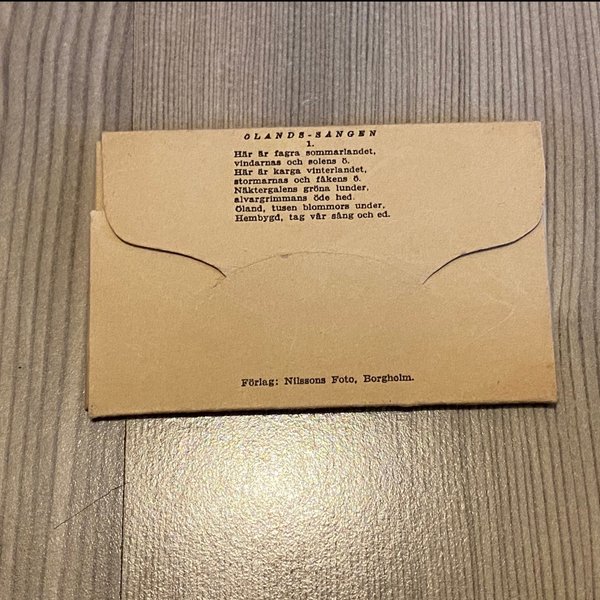 ÖLANDS-SÅNGEN
1.
Här är fagra sommarlandet,
vindarnas och solens ö.
Här är karga vinterlandet,
stormarnas och fåkens ö.
Näktergalens gröna lunder,
alvargrimmans öde hed.
Öland, tusen blommors under,
Hembygd, tag vår sång och ed.
Förlag: Nilssons Foto, Borgholm.